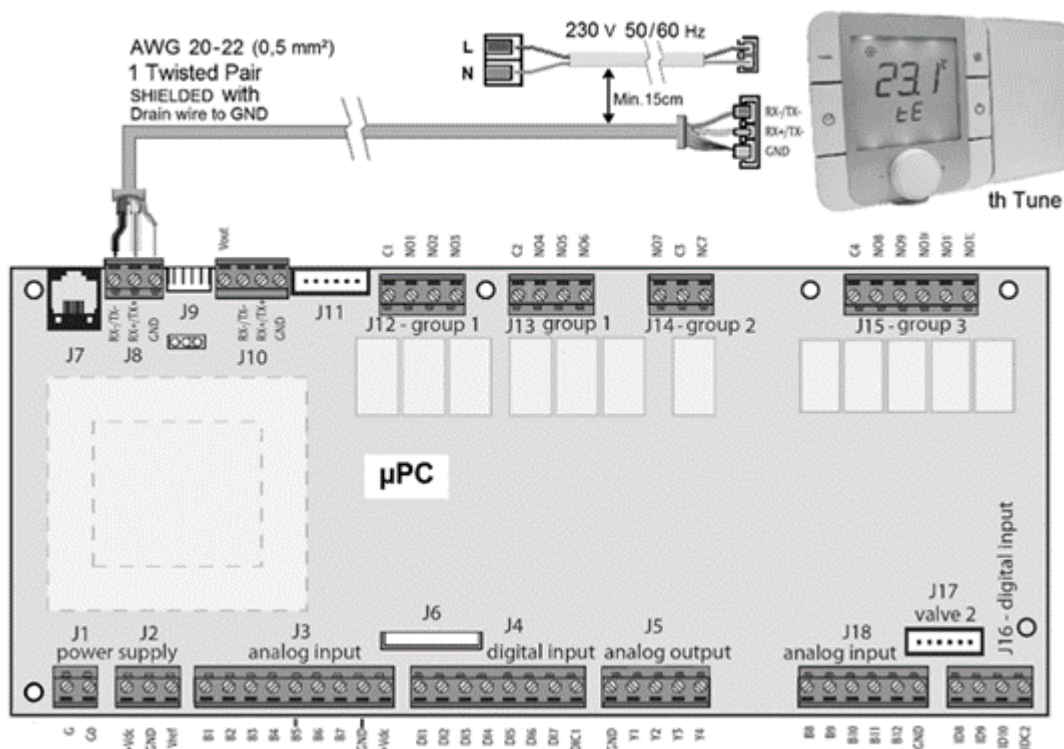 AWG 20-22 (0,5 mm²)
1 Twisted Pair
SHIELDED with
Drain wire to GND
230 V 50/60 Hz
L
N
Min.15cm
RX-/TX-
RX+/TX-
GND
23.1°c
tE
th Tune
Vout
C1
NO1
NO2
NO3
C2
NO4
NO5
NO6
NO7
C3
NC7
C4
NO8
NO9
J7
RX-/TX-
RX+/TX+
GND
J8
J9
RX-/TX-
RX+/TX+
GND
J10
J11
J12 - group 1
J13 group 1
J14 - group 2
J15 - group 3
µPC
J1
power supply
J2
J3
analog input
J6
J4
digital input
J5
analog output
J18
analog input
J17
valve 2
J16 - digital input
G
G0
+Vdc
GND
Vref
B1
B2
B3
B4
B5
B6
B7
GND
+Vdc
DI1
DI2
DI3
DI4
DI5
DI6
DI7
IDC1
GND
Y1
Y2
Y3
Y4
B8
B9
B10
B11
B12
GND
ID8
ID9
ID10
IDC2